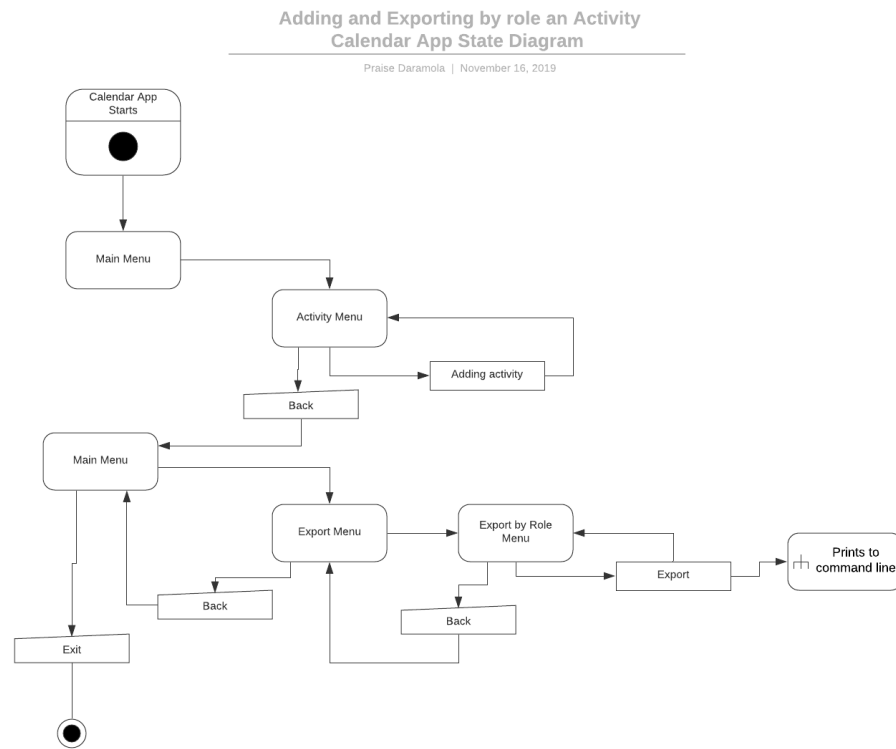 Adding and Exporting by role an Activity
Calendar App State Diagram
Praise Daramola | November 16, 2019
Calendar App
Starts
Main Menu
Activity Menu
Adding activity
Back
Main Menu
Export Menu
Export by Role
Menu
Prints to
command line
Export
Back
Back
Exit